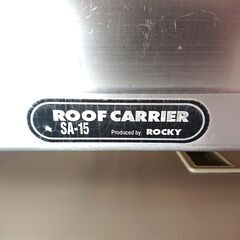 ROOF CARRIER
SA-15 Produced by ROCKY